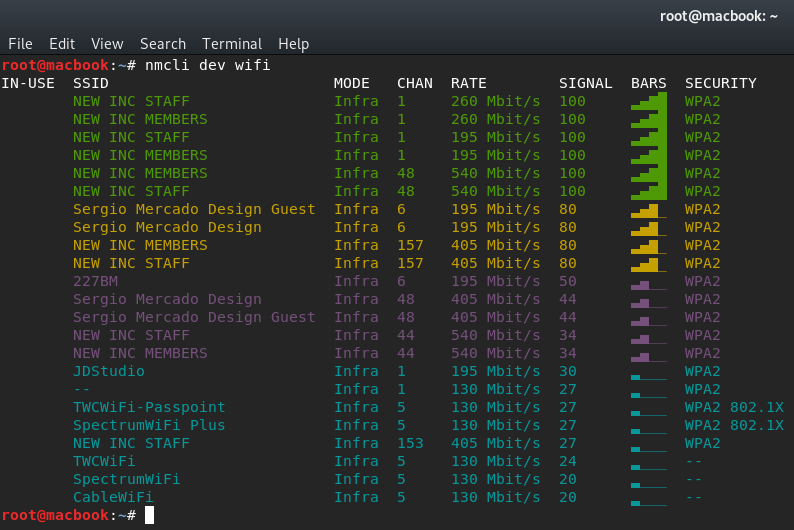 root@macbook: ~
File Edit View Search Terminal Help
root@macbook:~# nmcli dev wifi
IN-USE SSID MODE CHAN RATE SIGNAL BARS SECURITY
NEW INC STAFF Infra 1 260 Mbit/s 100 WPA2
NEW INC MEMBERS Infra 1 260 Mbit/s 100 WPA2
NEW INC STAFF Infra 1 195 Mbit/s 100 WPA2
NEW INC MEMBERS Infra 1 195 Mbit/s 100 WPA2
NEW INC MEMBERS Infra 48 540 Mbit/s 100 WPA2
NEW INC STAFF Infra 48 540 Mbit/s 100 WPA2
Sergio Mercado Design Guest Infra 6 195 Mbit/s 80 WPA2
Sergio Mercado Design Infra 6 195 Mbit/s 80 WPA2
NEW INC MEMBERS Infra 157 405 Mbit/s 80 WPA2
NEW INC STAFF Infra 157 405 Mbit/s 80 WPA2
227BM Infra 6 195 Mbit/s 50 WPA2
Sergio Mercado Design Infra 48 405 Mbit/s 44 WPA2
Sergio Mercado Design Guest Infra 48 405 Mbit/s 44 WPA2
NEW INC STAFF Infra 44 540 Mbit/s 34 WPA2
NEW INC MEMBERS Infra 44 540 Mbit/s 34 WPA2
JDStudio Infra 1 195 Mbit/s 30 WPA2
-- Infra 1 130 Mbit/s 27 WPA2
TWCWiFi-Passpoint Infra 5 130 Mbit/s 27 WPA2 802.1X
SpectrumWiFi Plus Infra 5 130 Mbit/s 27 WPA2 802.1X
NEW INC STAFF Infra 153 405 Mbit/s 27 WPA2
TWCWiFi Infra 5 130 Mbit/s 24 --
SpectrumWiFi Infra 5 130 Mbit/s 20 --
CableWiFi Infra 5 130 Mbit/s 20 --
root@macbook:~#